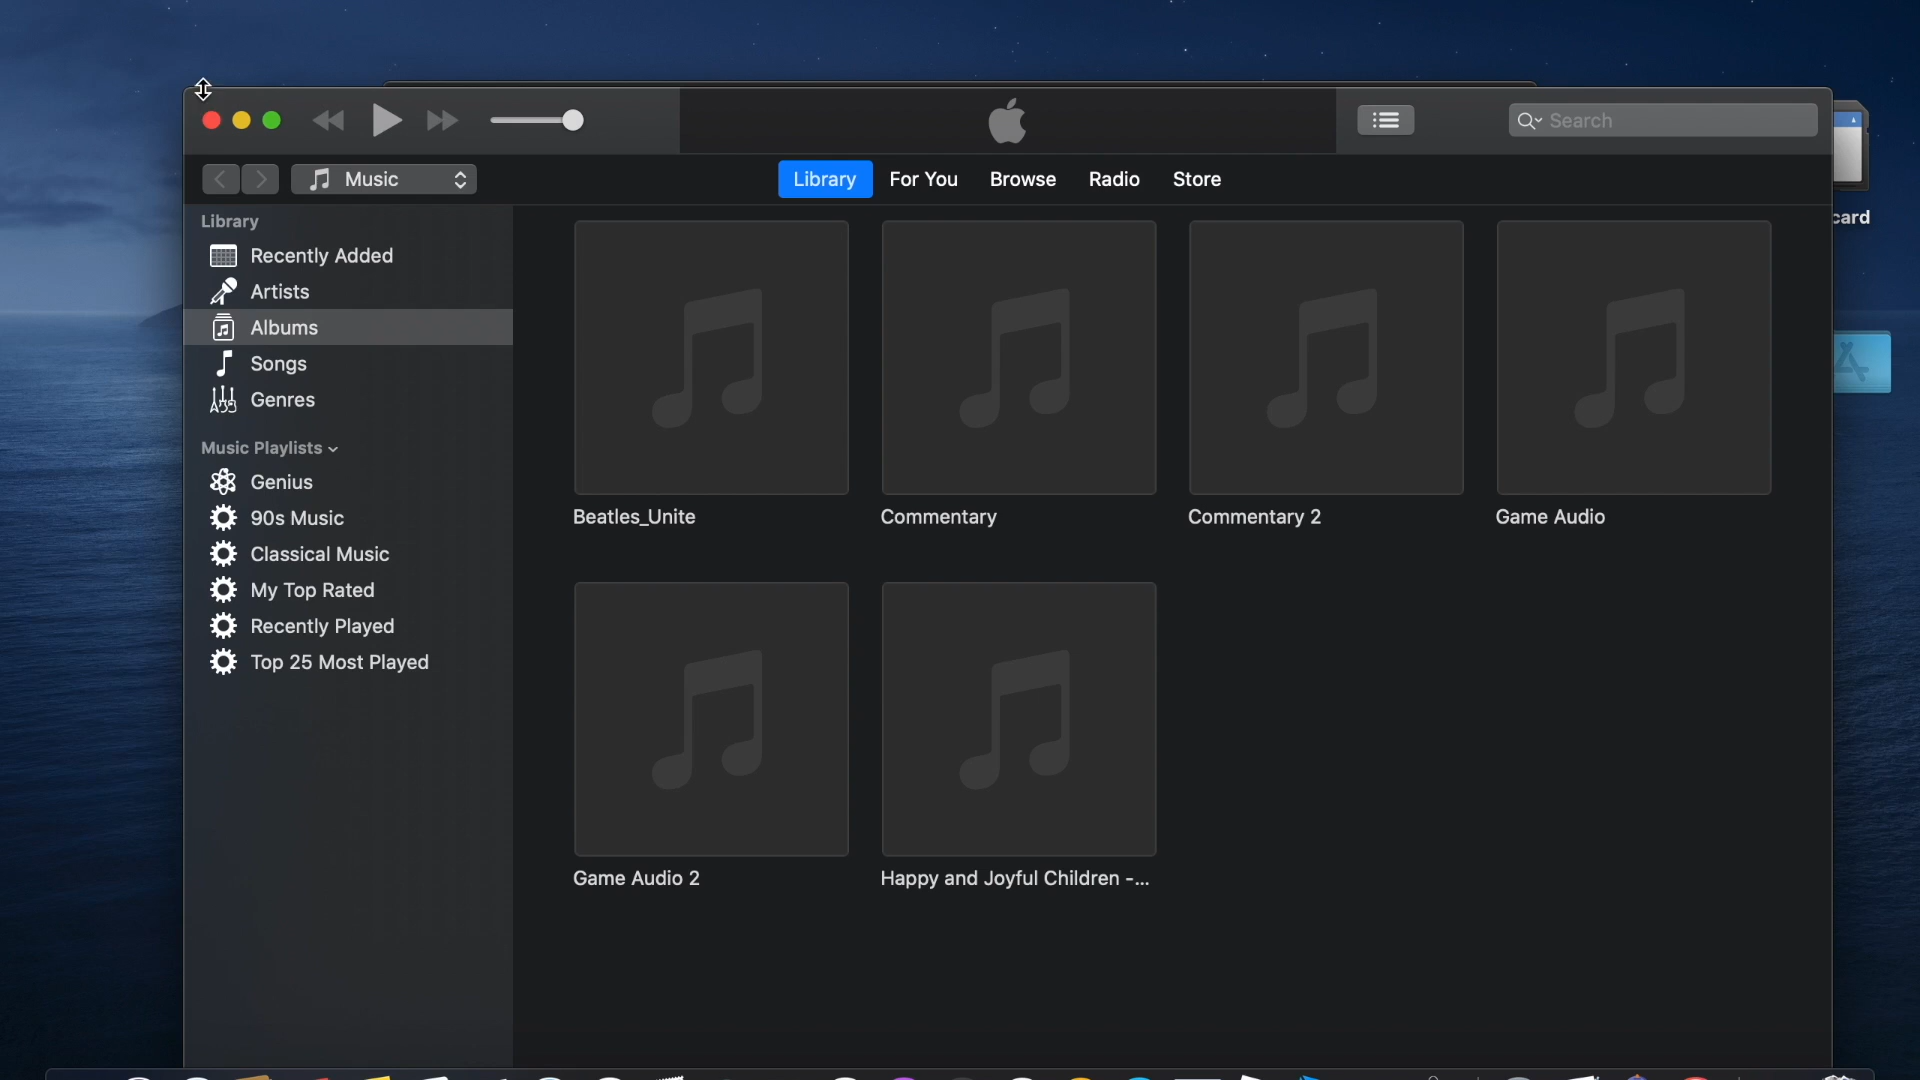 Search
Music
Library
For You
Browse
Radio
Store
card
Library
Recently Added
Artists
Albums
Songs
Genres
Music Playlists
Genius
90s Music
Classical Music
My Top Rated
Recently Played
Top 25 Most Played
Beatles_Unite
Commentary
Commentary 2
Game Audio
Game Audio 2
Happy and Joyful Children -...